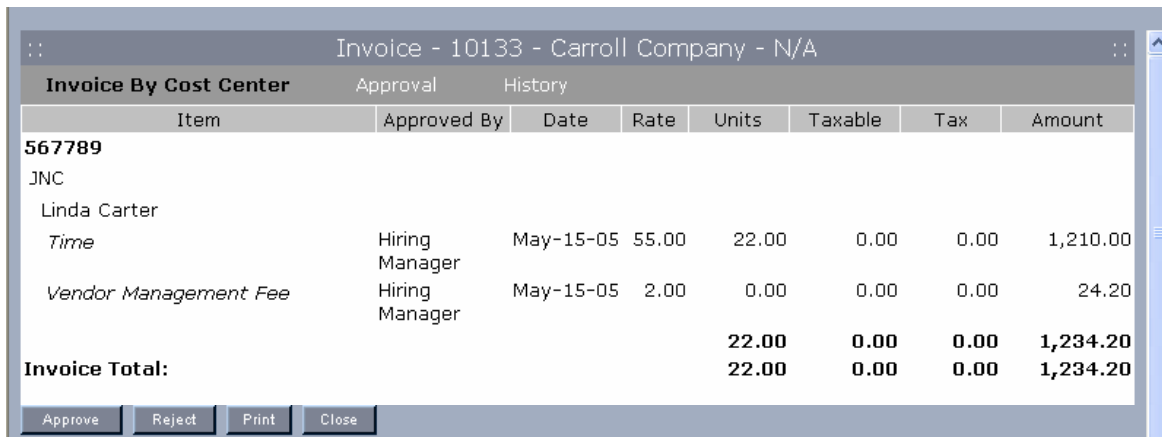 :: Invoice - 10133 - Carroll Company - N/A ::
Invoice By Cost Center Approval History
Item Approved By Date Rate Units Taxable Tax Amount
567789
JNC
Linda Carter
Time Hiring Manager May-15-05 55.00 22.00 0.00 0.00 1,210.00
Vendor Management Fee Hiring Manager May-15-05 2.00 0.00 0.00 0.00 24.20
22.00 0.00 0.00 1,234.20
Invoice Total: 22.00 0.00 0.00 1,234.20
Approve Reject Print Close